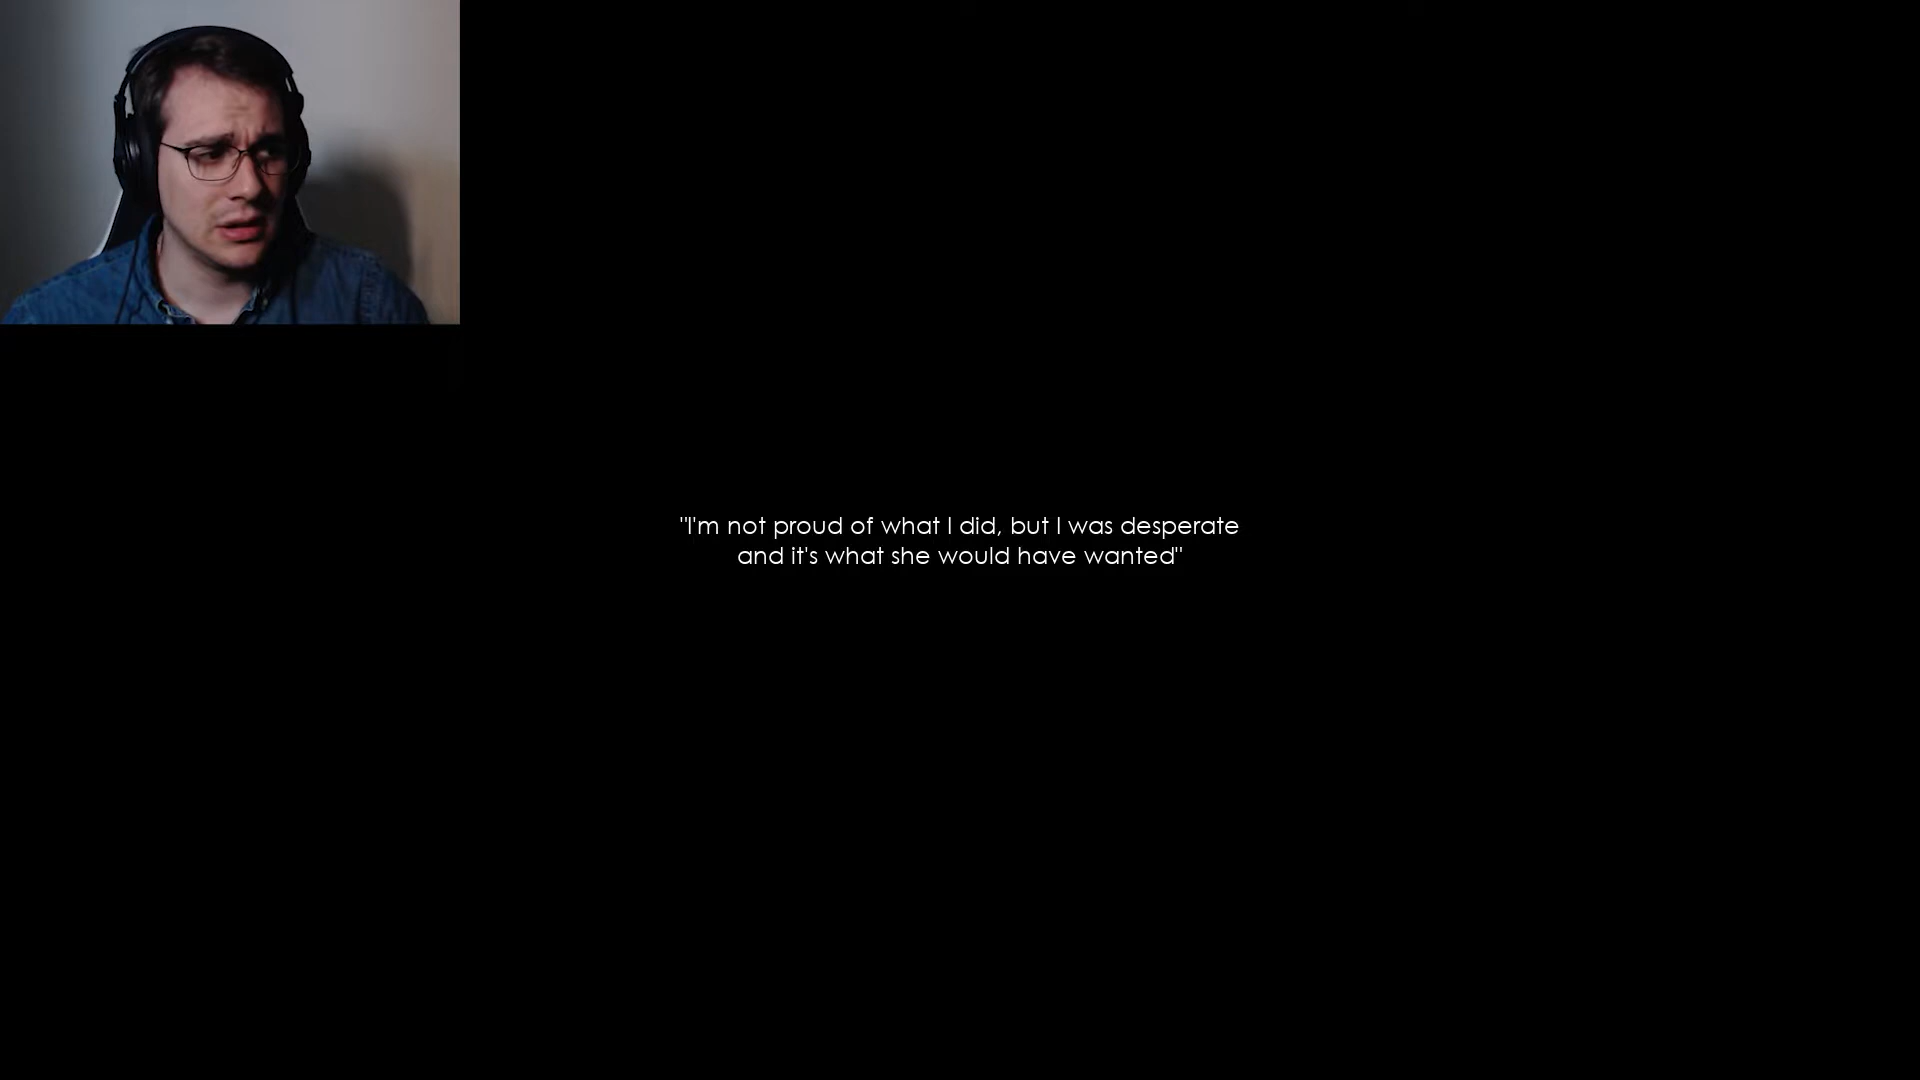 "I'm not proud of what I did, but I was desperate
and it's what she would have wanted"